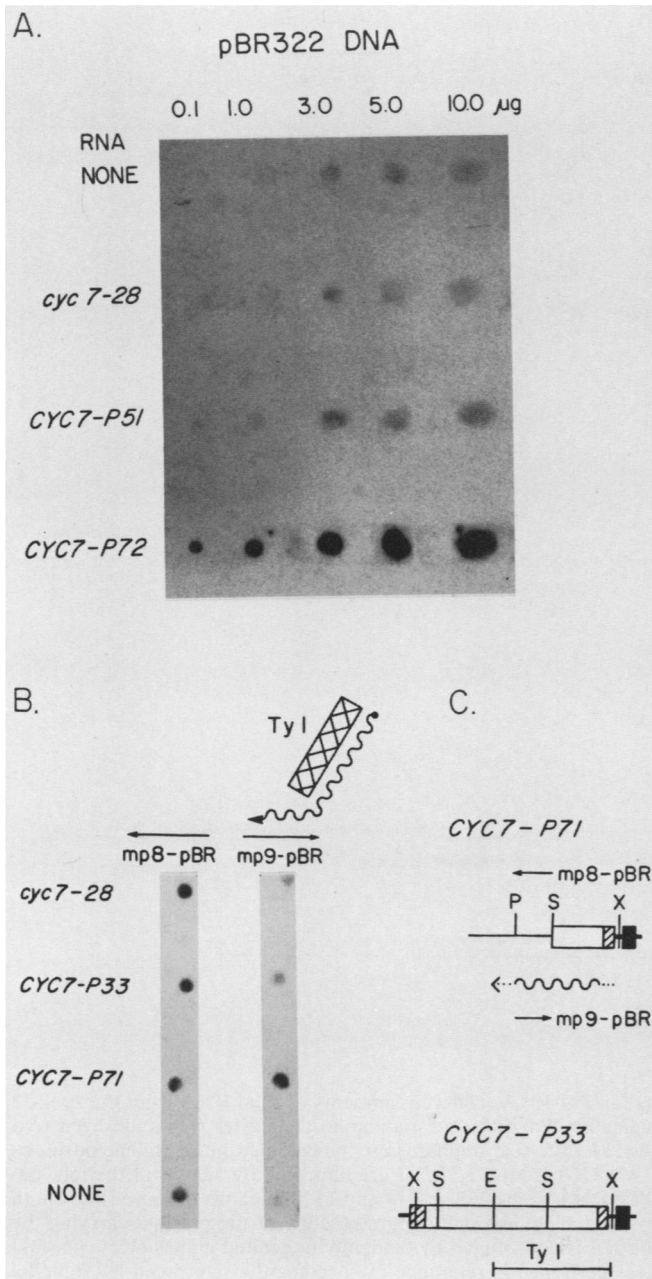 A.
pBR322 DNA
0.1 1.0 3.0 5.0 10.0 µg
RNA
NONE
cyc 7-28
CYC7-P51
CYC7-P72
B.
Ty I
mp8-pBR mp9-pBR
cyc7-28
CYC7-P33
CYC7-P71
NONE
C.
CYC7-P71
mp8-pBR
P S X
mp9-pBR
CYC7-P33
X S E S X
Ty I